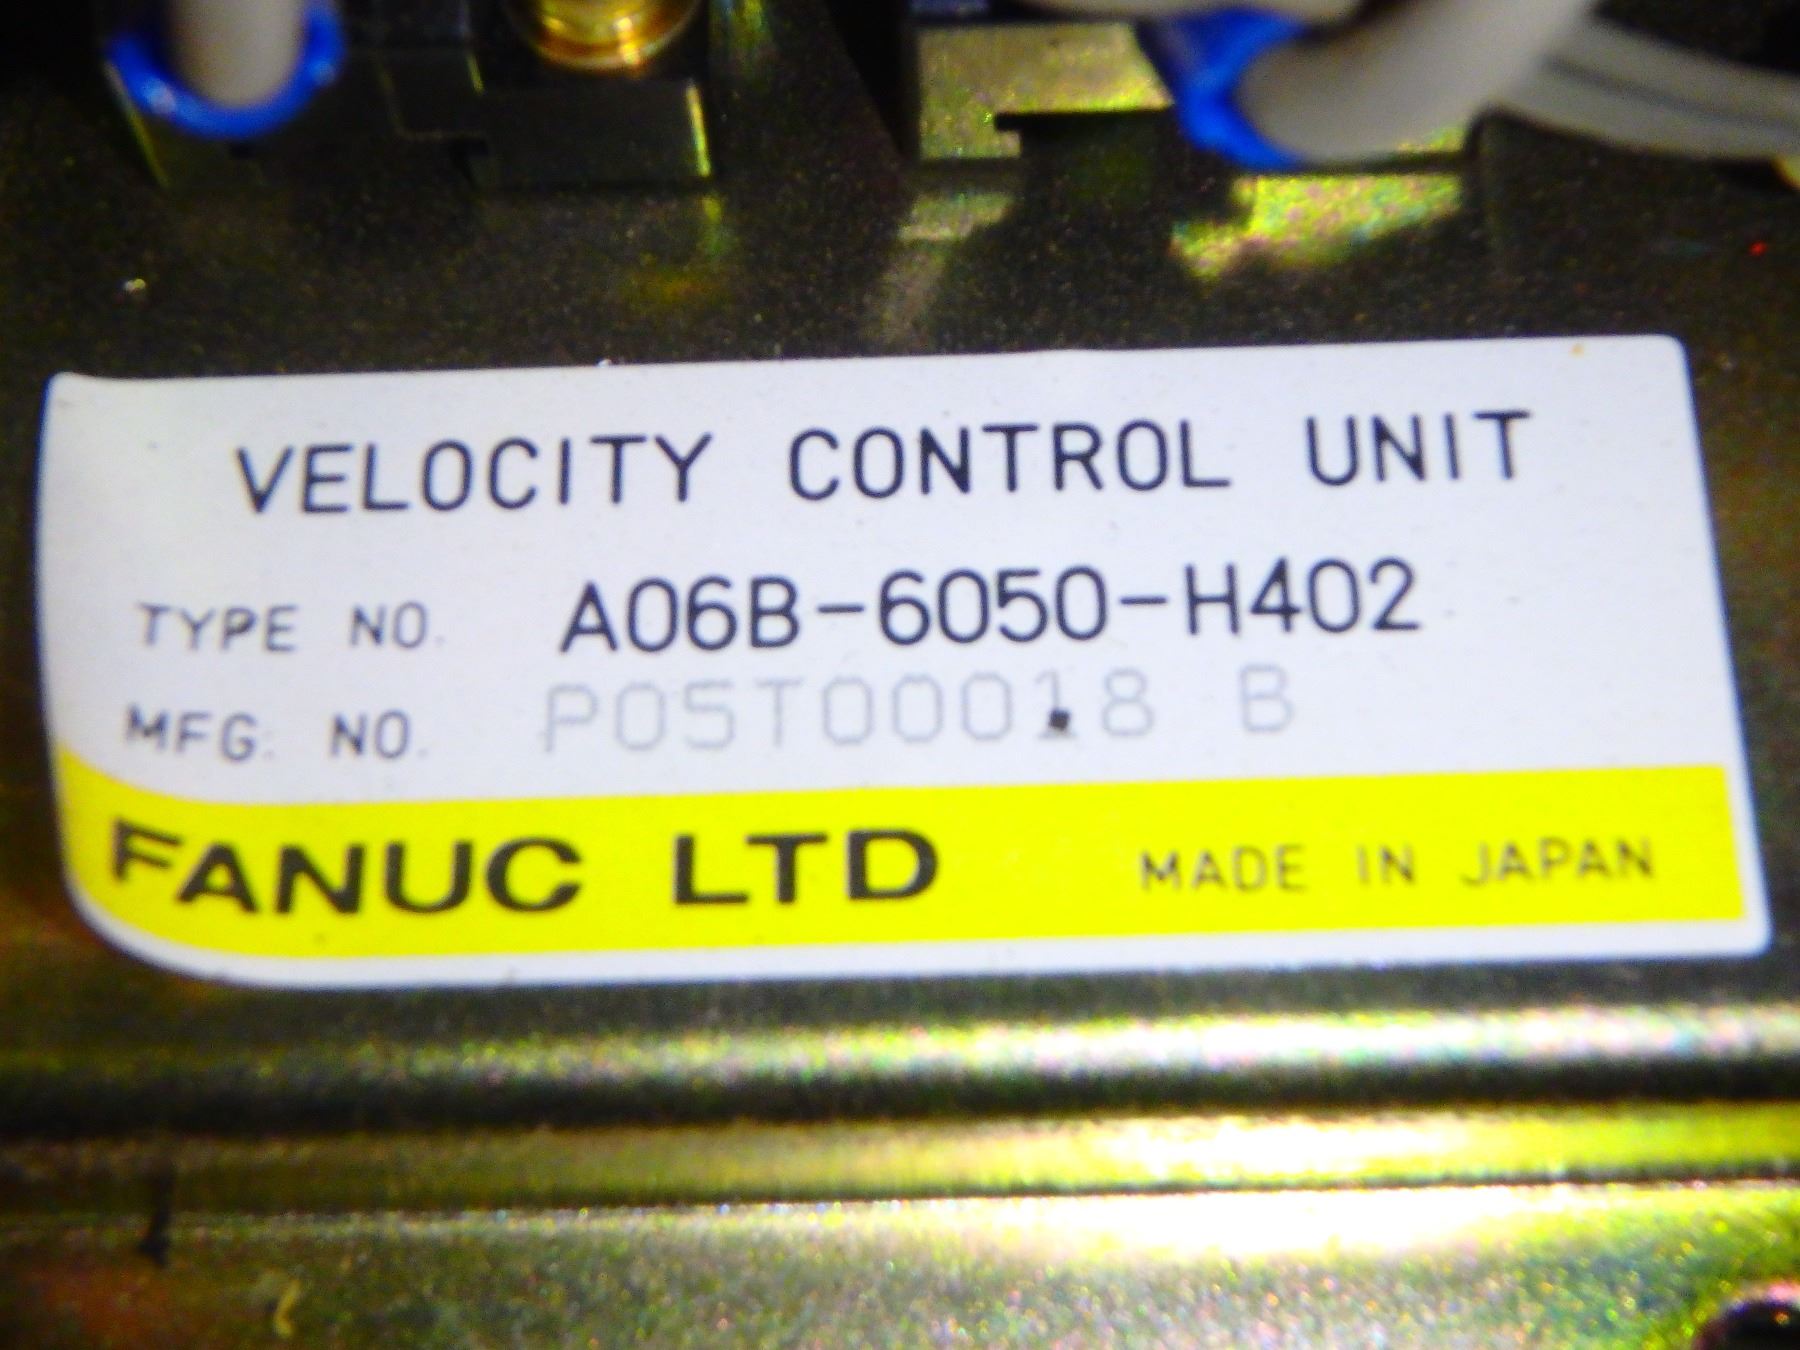 VELOCITY CONTROL UNIT
TYPE NO. A06B-6050-H402
MFG. NO. P05T00018 B
FANUC LTD MADE IN JAPAN